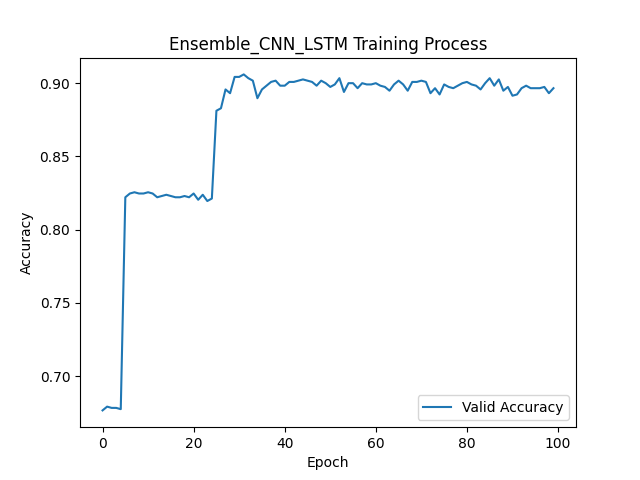 Ensemble_CNN_LSTM Training Process
0.90
0.85
0.80
0.75
0.70
Accuracy
Valid Accuracy
0 20 40 60 80 100
Epoch